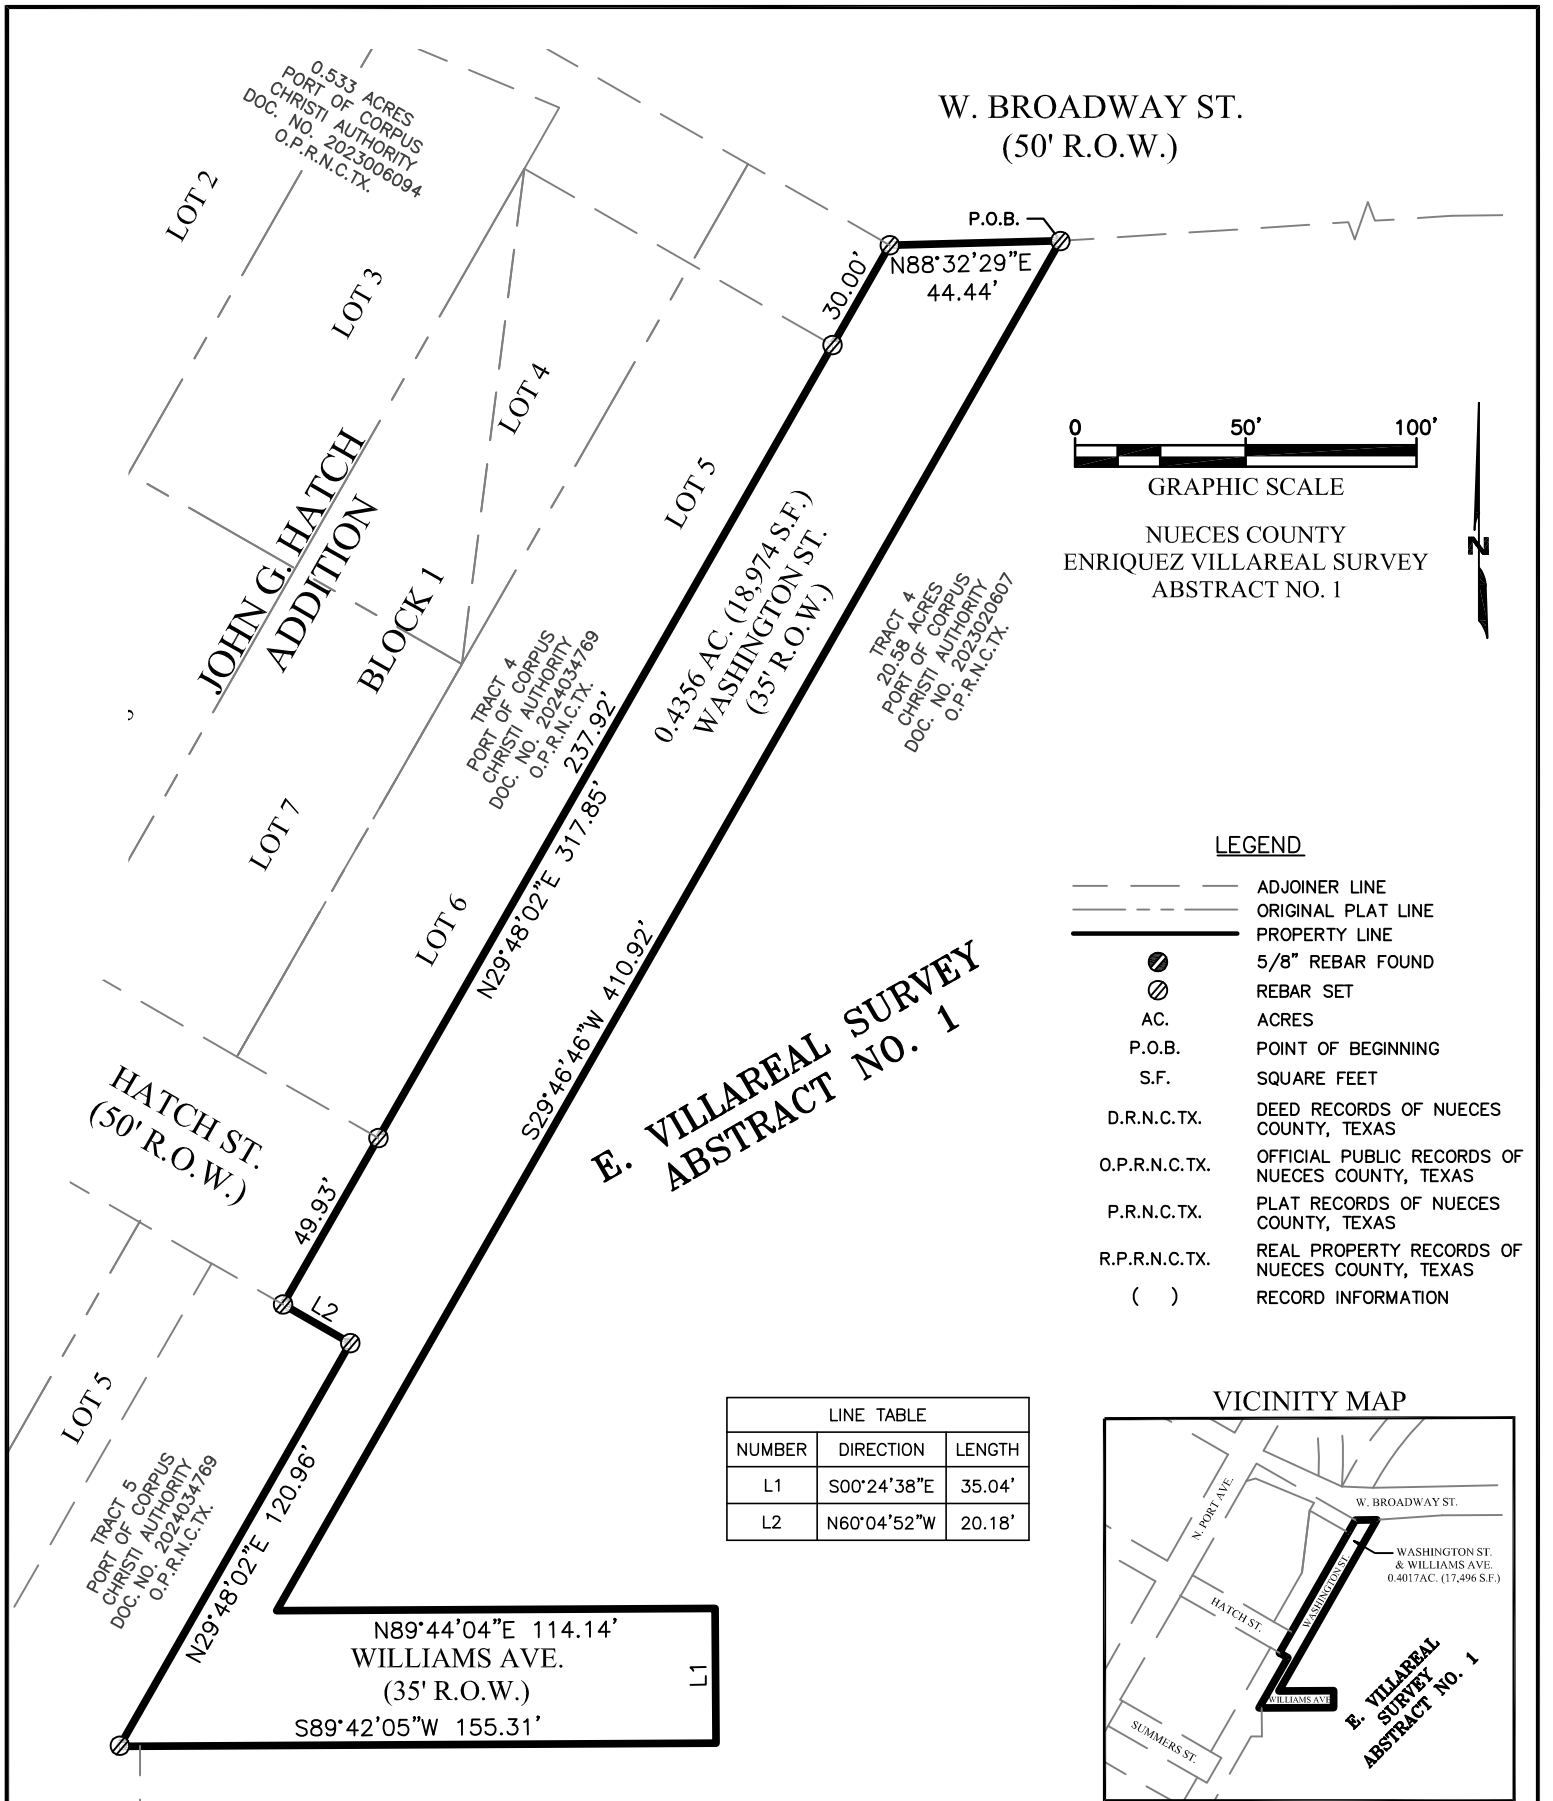 0.533 ACRES
PORT OF CORPUS
CHRISTI AUTHORITY
DOC. NO. 2023006094
O.P.R.N.C.TX.
W. BROADWAY ST.
(50' R.O.W.)
LOT 2
P.O.B.
N88°32'29"E
44.44'
30.00'
LOT 3
LOT 4
LOT 5
0 50' 100'
GRAPHIC SCALE
NUECES COUNTY
ENRIQUEZ VILLAREAL SURVEY
ABSTRACT NO. 1
N
JOHN G. HATCH
ADDITION
BLOCK 1
0.4356 AC. (18,974 S.F.)
WASHINGTON ST.
(35' R.O.W.)
TRACT 4
20.58 ACRES
PORT OF CORPUS
CHRISTI AUTHORITY
DOC. NO. 2023020607
O.P.R.N.C.TX.
TRACT 4
PORT OF CORPUS
CHRISTI AUTHORITY
DOC. NO. 2024034769
O.P.R.N.C.TX.
237.92'
N29°48'02"E 317.85'
LOT 7
LOT 6
S29°46'46"W 410.92'
E. VILLAREAL SURVEY
ABSTRACT NO. 1
LEGEND
ADJOINER LINE
ORIGINAL PLAT LINE
PROPERTY LINE
5/8" REBAR FOUND
REBAR SET
AC. ACRES
P.O.B. POINT OF BEGINNING
S.F. SQUARE FEET
D.R.N.C.TX. DEED RECORDS OF NUECES
COUNTY, TEXAS
O.P.R.N.C.TX. OFFICIAL PUBLIC RECORDS OF
NUECES COUNTY, TEXAS
P.R.N.C.TX. PLAT RECORDS OF NUECES
COUNTY, TEXAS
R.P.R.N.C.TX. REAL PROPERTY RECORDS OF
NUECES COUNTY, TEXAS
( ) RECORD INFORMATION
HATCH ST.
(50' R.O.W.)
49.93'
L2
LOT 5
TRACT 5
PORT OF CORPUS
CHRISTI AUTHORITY
DOC. NO. 2024034769
O.P.R.N.C.TX.
N29°48'02"E 120.96'
LINE TABLE
NUMBER DIRECTION LENGTH
L1 S00°24'38"E 35.04'
L2 N60°04'52"W 20.18'
N89°44'04"E 114.14'
WILLIAMS AVE.
(35' R.O.W.)
S89°42'05"W 155.31'
L1
VICINITY MAP
N. PORT AVE.
W. BROADWAY ST.
WASHINGTON ST.
& WILLIAMS AVE.
0.4017AC. (17,496 S.F.)
WASHINGTON ST.
HATCH ST.
WILLIAMS AVE
SUMMERS ST.
E. VILLAREAL
SURVEY
ABSTRACT NO. 1